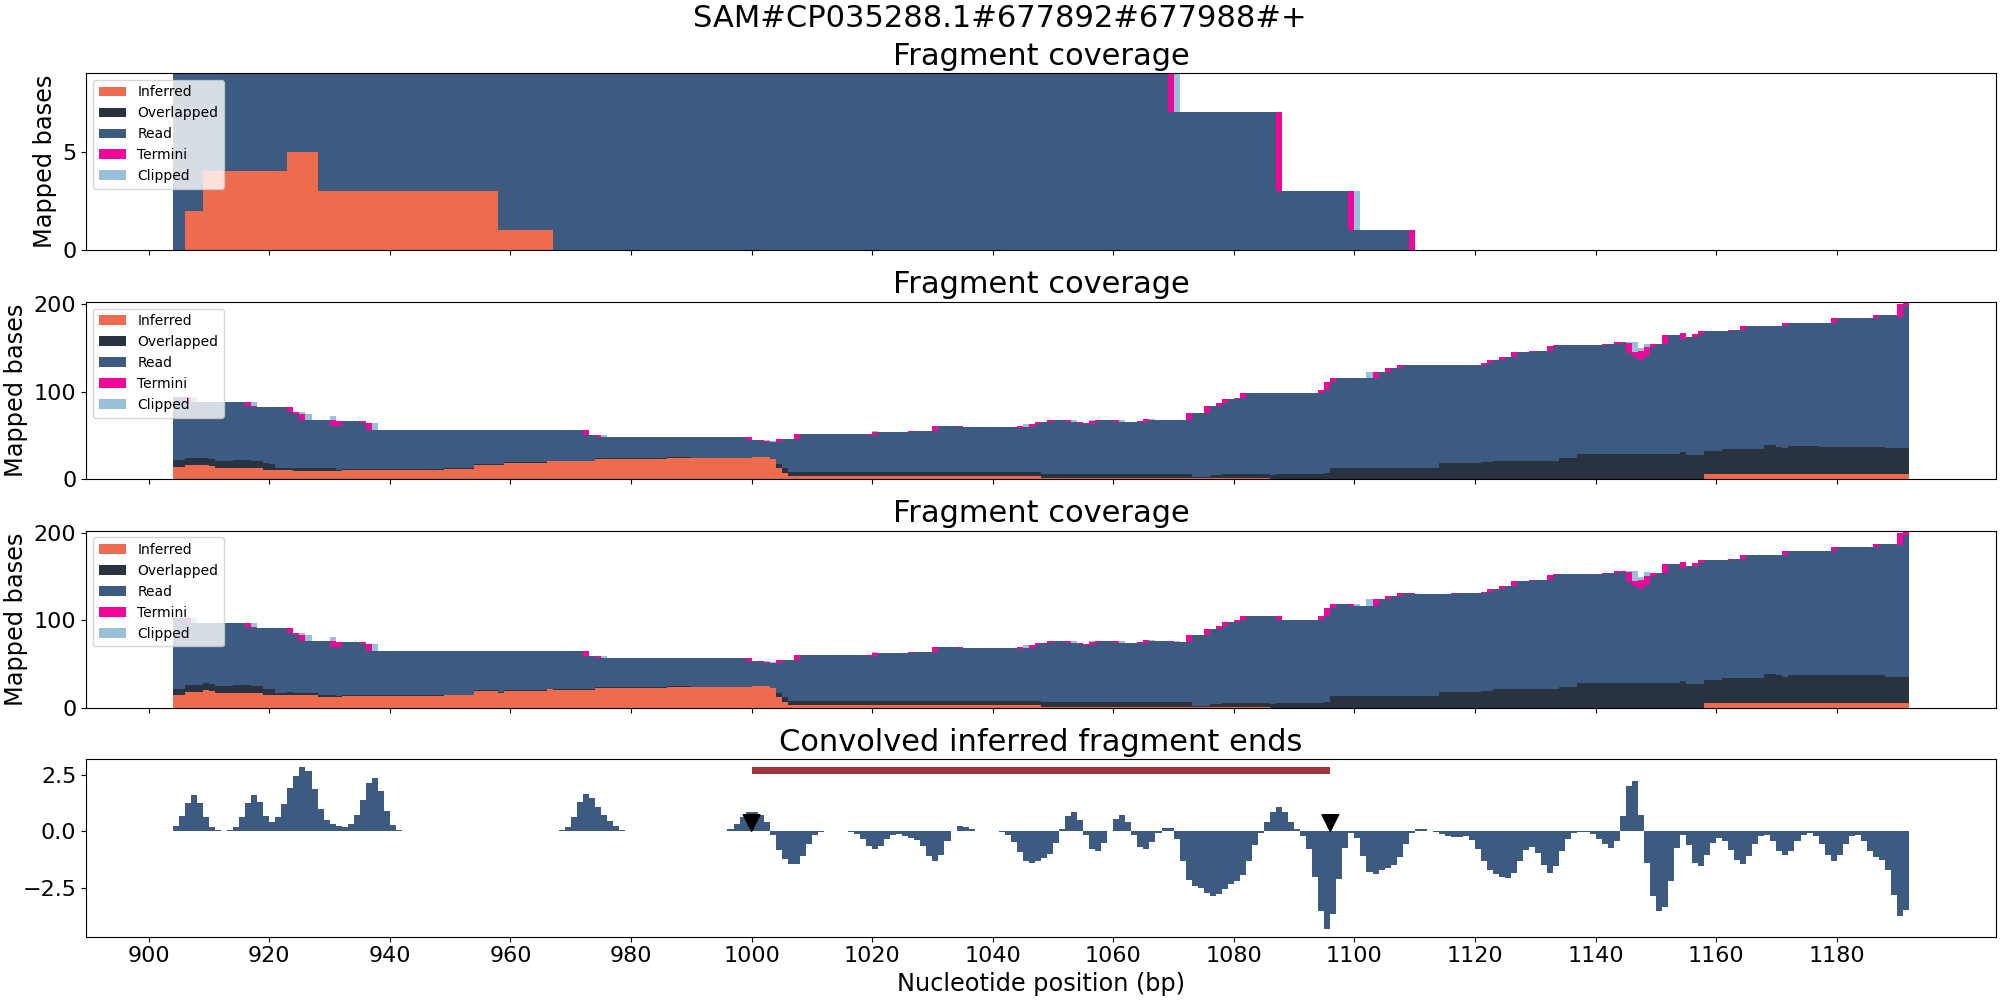 SAM#CP035288.1#677892#677988#+
Fragment coverage
Mapped bases
5
0
Inferred
Overlapped
Read
Termini
Clipped
Fragment coverage
Mapped bases
200
100
0
Inferred
Overlapped
Read
Termini
Clipped
Fragment coverage
Mapped bases
200
100
0
Inferred
Overlapped
Read
Termini
Clipped
Convolved inferred fragment ends
2.5
0.0
−2.5
900 920 940 960 980 1000 1020 1040 1060 1080 1100 1120 1140 1160 1180
Nucleotide position (bp)